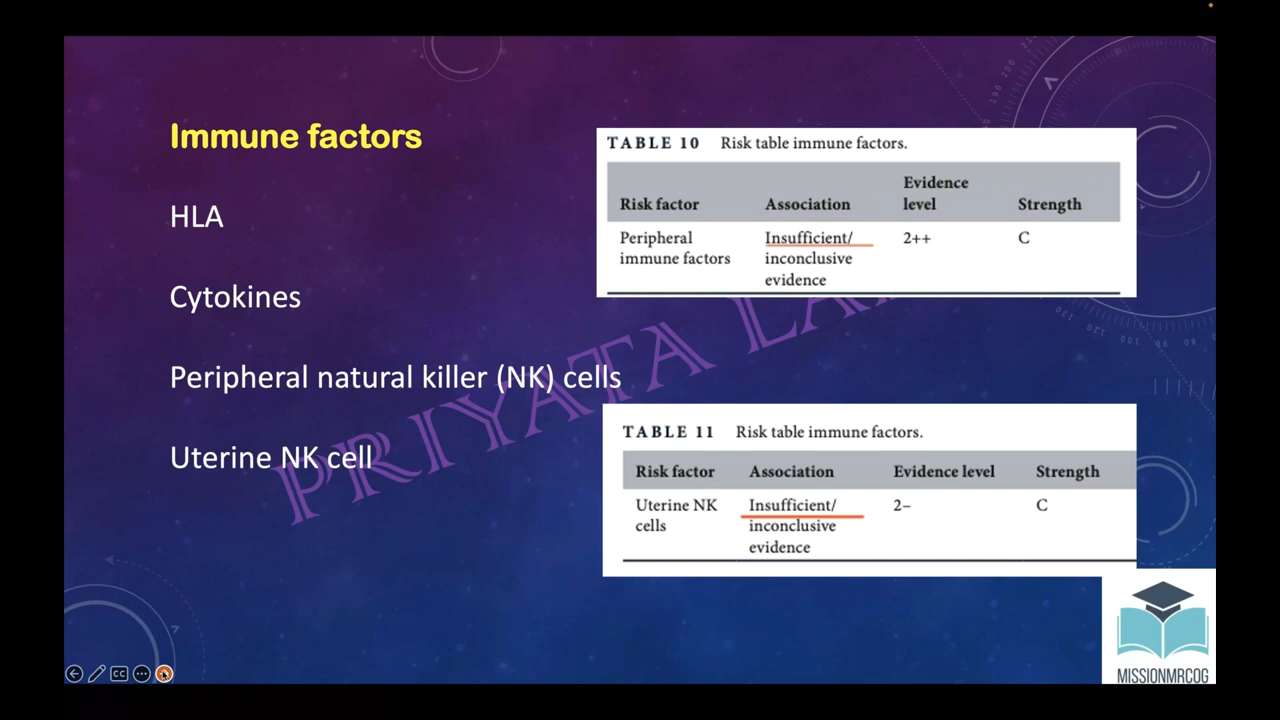 Immune factors
HLA
Cytokines
Peripheral natural killer (NK) cells
Uterine NK cell
TABLE 10 Risk table immune factors.
Risk factor Association Evidence level Strength
Peripheral immune factors Insufficient/ inconclusive evidence 2++ C
TABLE 11 Risk table immune factors.
Risk factor Association Evidence level Strength
Uterine NK cells Insufficient/ inconclusive evidence 2– C
PRIYATA
MISSIONMRCOG
CC